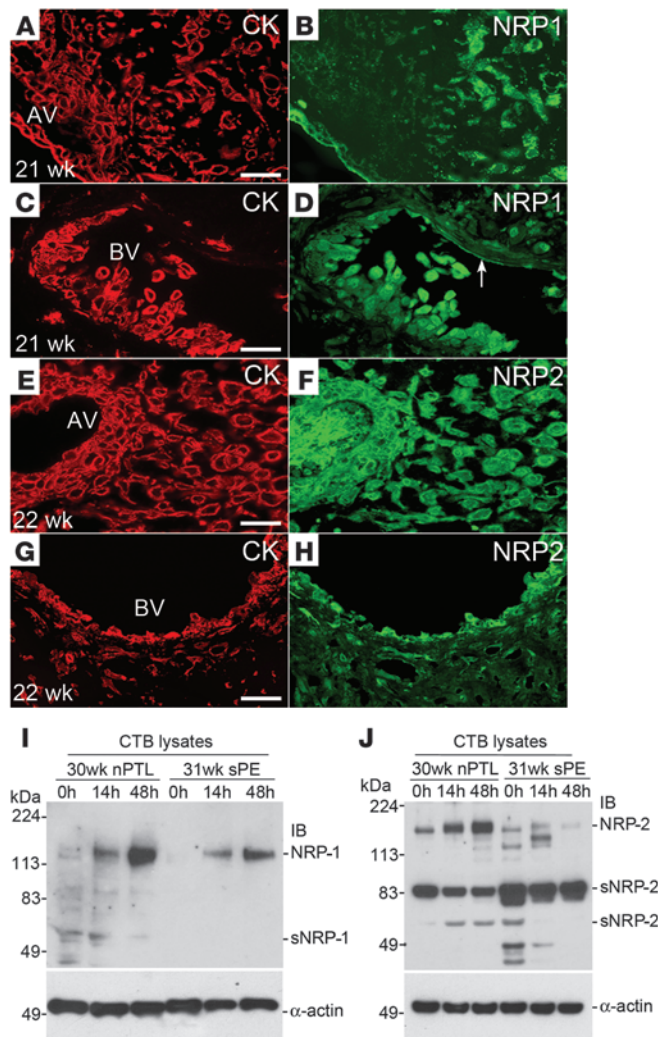 A CK B NRP1
AV
21 wk
C CK D NRP1
BV
21 wk
E CK F NRP2
AV
22 wk
G CK H NRP2
BV
22 wk
I J
CTB lysates CTB lysates
30wk nPTL 31wk sPE 30wk nPTL 31wk sPE
kDa 0h 14h 48h 0h 14h 48h kDa 0h 14h 48h 0h 14h 48h
224- IB 224- IB
NRP-2
113- NRP-1 113-
83- 83- sNRP-2
sNRP-1 sNRP-2
49- 49-
49- α-actin 49- α-actin